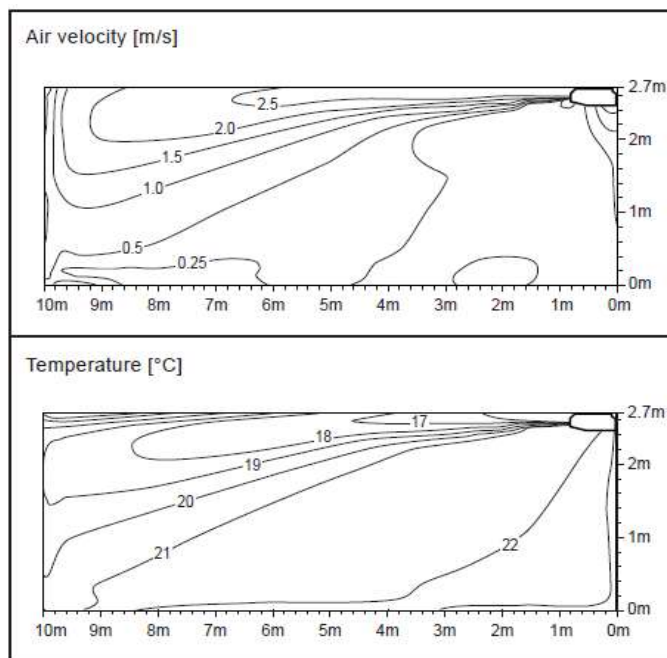 Air velocity [m/s]
2.7m
2.5
2.0
2m
1.5
1.0
1m
0.5
0.25
0m
10m 9m 8m 7m 6m 5m 4m 3m 2m 1m 0m
Temperature [°C]
2.7m
17
18
19
2m
20
21
22
1m
0m
10m 9m 8m 7m 6m 5m 4m 3m 2m 1m 0m